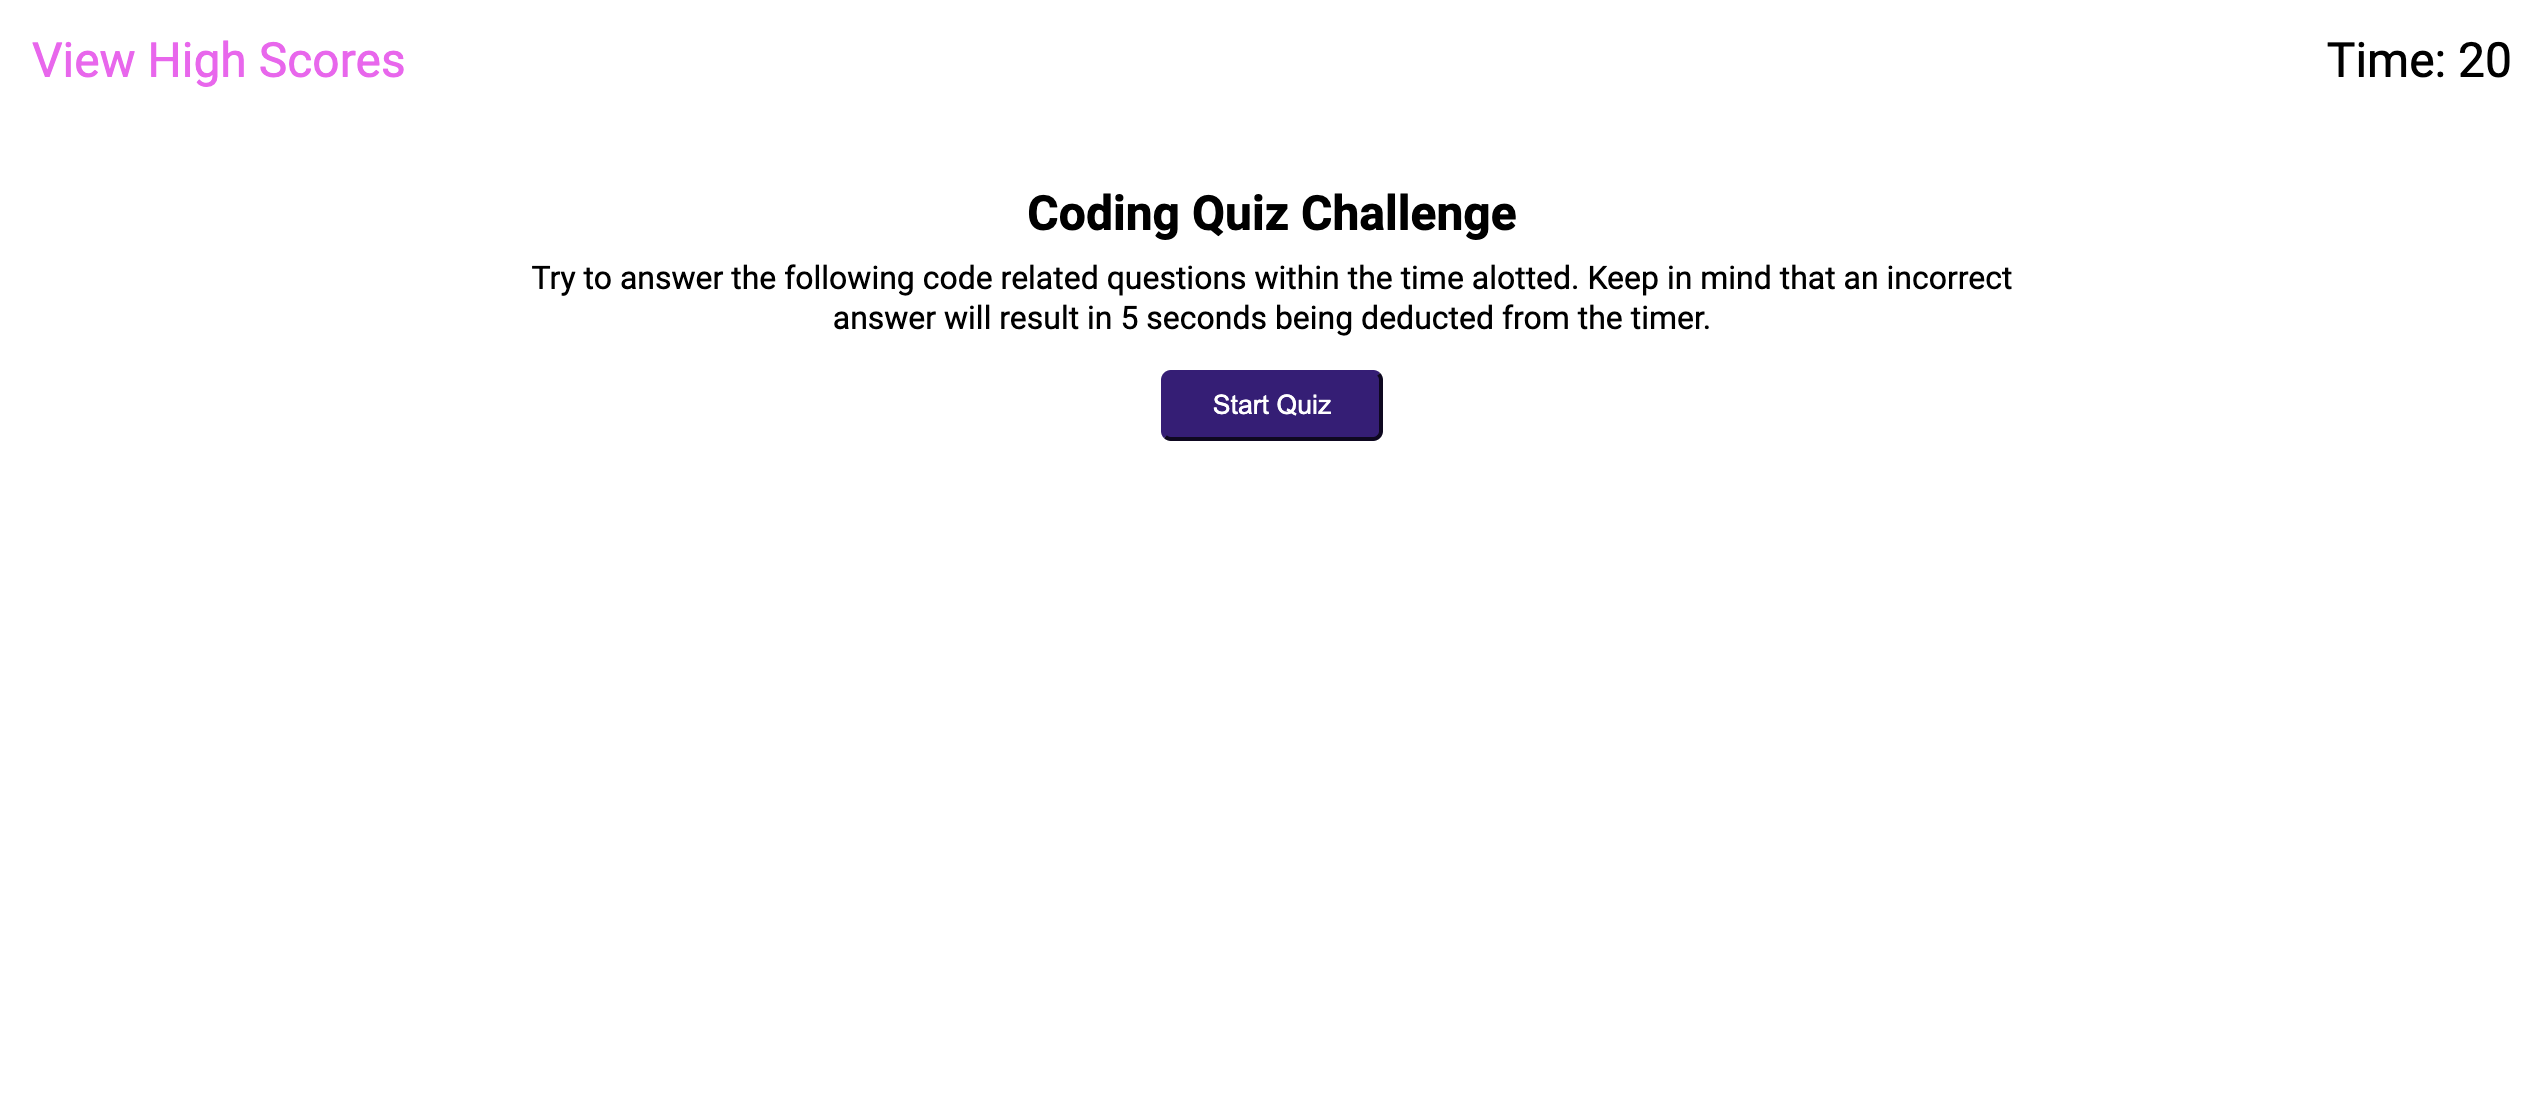 View High Scores
Time: 20
Coding Quiz Challenge
Try to answer the following code related questions within the time alotted. Keep in mind that an incorrect
answer will result in 5 seconds being deducted from the timer.
Start Quiz